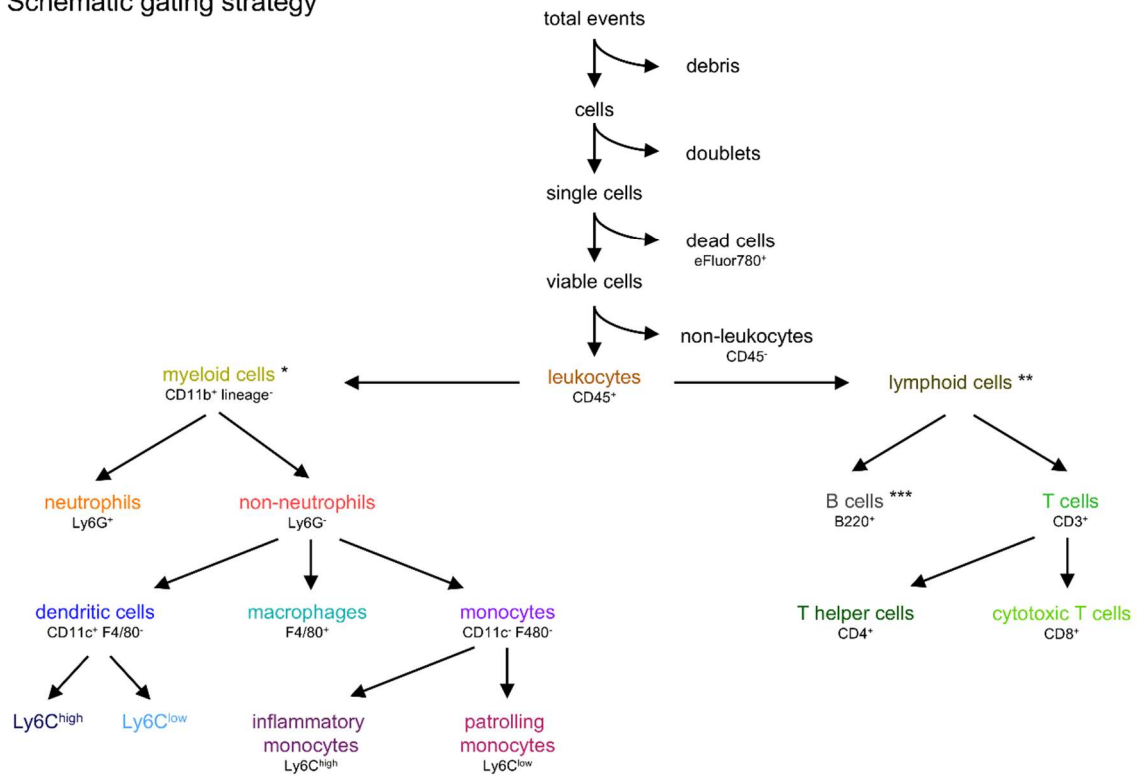 Schematic gating strategy
total events
debris
cells
doublets
single cells
dead cells
eFluor780⁺
viable cells
non-leukocytes
CD45⁻
myeloid cells *
CD11b⁺ lineage⁻
leukocytes
CD45⁺
lymphoid cells **
neutrophils
Ly6G⁺
non-neutrophils
Ly6G⁻
B cells ***
B220⁺
T cells
CD3⁺
dendritic cells
CD11c⁺ F4/80⁻
macrophages
F4/80⁺
monocytes
CD11c⁻ F480⁻
T helper cells
CD4⁺
cytotoxic T cells
CD8⁺
Ly6Chigh
Ly6Clow
inflammatory
monocytes
Ly6Chigh
patrolling
monocytes
Ly6Clow